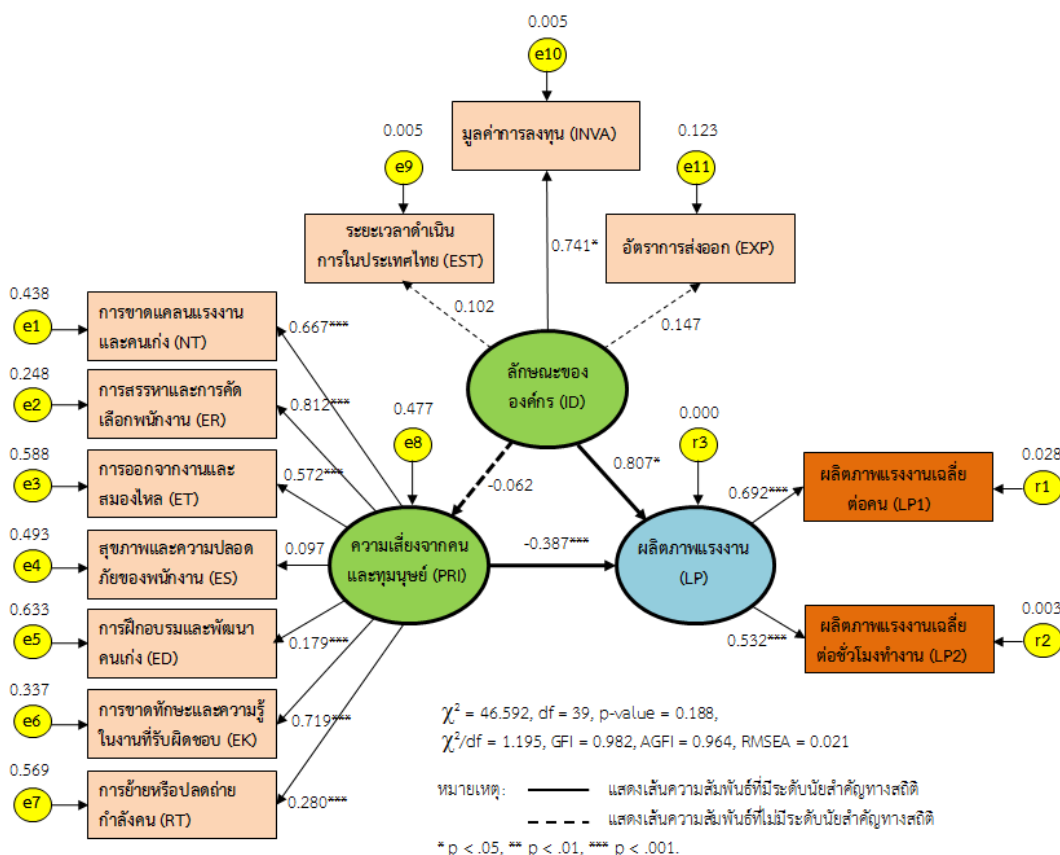 0.005
e10
มูลค่าการลงทุน (INVA)
0.005
e9
0.123
e11
ระยะเวลาดำเนิน
การในประเทศไทย (EST)
อัตราการส่งออก (EXP)
0.741*
0.102
0.147
ลักษณะของ
องค์กร (ID)
0.438
e1
การขาดแคลนแรงงาน
และคนเก่ง (NT)
0.667***
0.248
e2
การสรรหาและการคัด
เลือกพนักงาน (ER)
0.812***
0.588
e3
การออกจากงานและ
สมองไหล (ET)
0.572***
0.493
e4
สุขภาพและความปลอด
ภัยของพนักงาน (ES)
0.097
0.633
e5
การฝึกอบรมและพัฒนา
คนเก่ง (ED)
0.179***
0.337
e6
การขาดทักษะและความรู้
ในงานที่รับผิดชอบ (EK)
0.719***
0.569
e7
การย้ายหรือปลดถ่าย
กำลังคน (RT)
0.280***
0.477
e8
-0.062
0.807*
0.000
r3
ความเสี่ยงจากคน
และทุมนุษย์ (PRI)
-0.387***
ผลิตภาพแรงงาน
(LP)
0.692***
ผลิตภาพแรงงานเฉลี่ย
ต่อคน (LP1)
0.028
r1
0.532***
ผลิตภาพแรงงานเฉลี่ย
ต่อชั่วโมงทำงาน (LP2)
0.003
r2
χ² = 46.592, df = 39, p-value = 0.188,
χ²/df = 1.195, GFI = 0.982, AGFI = 0.964, RMSEA = 0.021
หมายเหตุ: แสดงเส้นความสัมพันธ์ที่มีระดับนัยสำคัญทางสถิติ
แสดงเส้นความสัมพันธ์ที่ไม่มีระดับนัยสำคัญทางสถิติ
* p < .05, ** p < .01, *** p < .001.